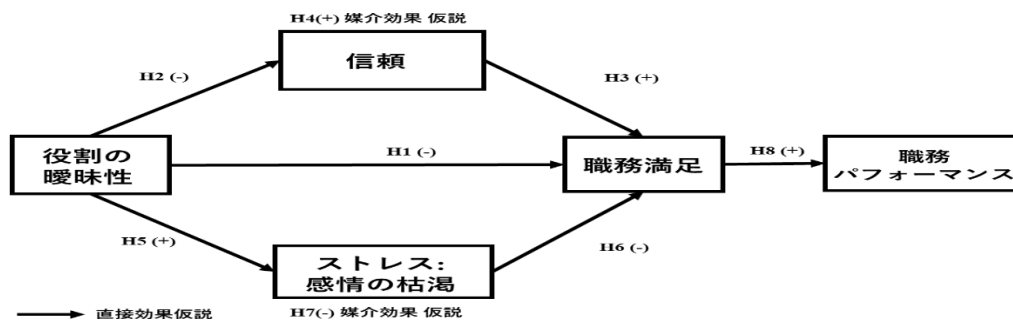 H4(+) 媒介効果 仮説
信頼
H2 (-)
H3 (+)
役割の
曖昧性
H1 (-)
職務満足
H8 (+)
職務
パフォーマンス
H5 (+)
H6 (-)
ストレス:
感情の枯渇
直接効果仮説
H7(-) 媒介効果 仮説